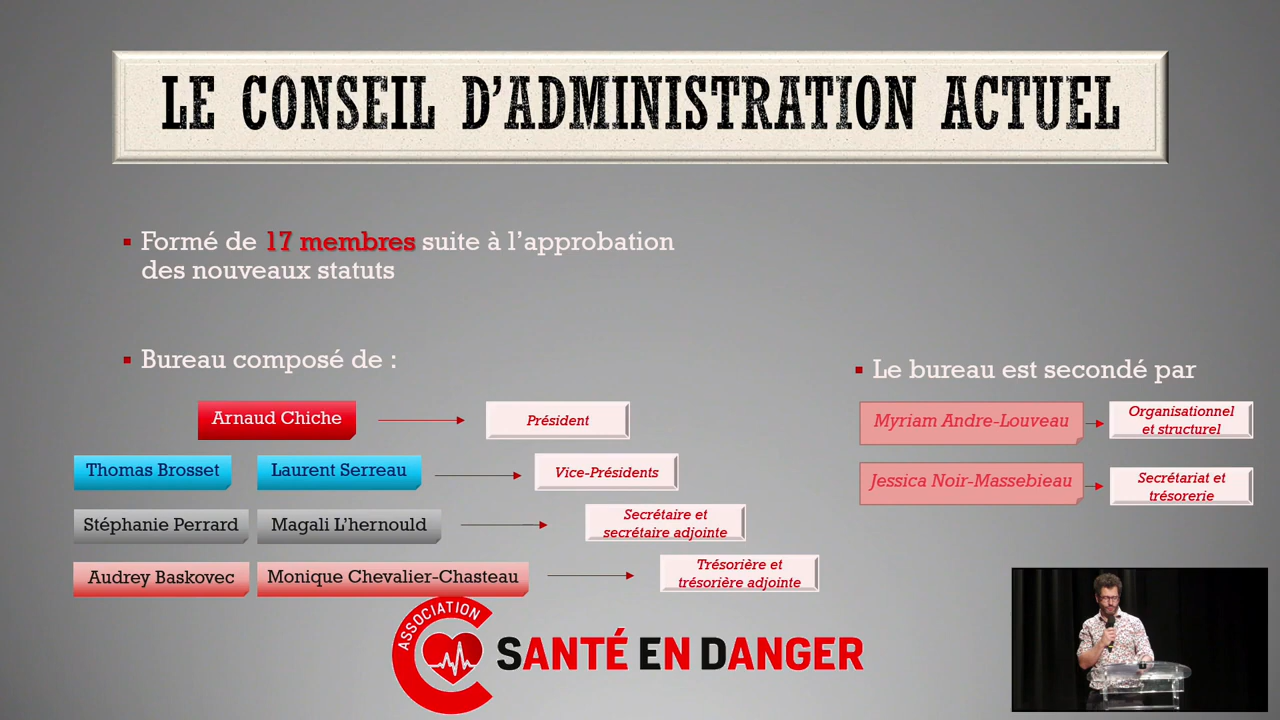 LE CONSEIL D’ADMINISTRATION ACTUEL
Formé de 17 membres suite à l’approbation
des nouveaux statuts
Bureau composé de :
Arnaud Chiche
Président
Thomas Brosset
Laurent Serreau
Vice-Présidents
Stéphanie Perrard
Magali L’hernould
Secrétaire et
secrétaire adjointe
Audrey Baskovec
Monique Chevalier-Chasteau
Trésorière et
trésorière adjointe
Le bureau est secondé par
Myriam Andre-Louveau
Organisationnel
et structurel
Jessica Noir-Massebieau
Secrétariat et
trésorerie
ASSOCIATION
SANTÉ EN DANGER